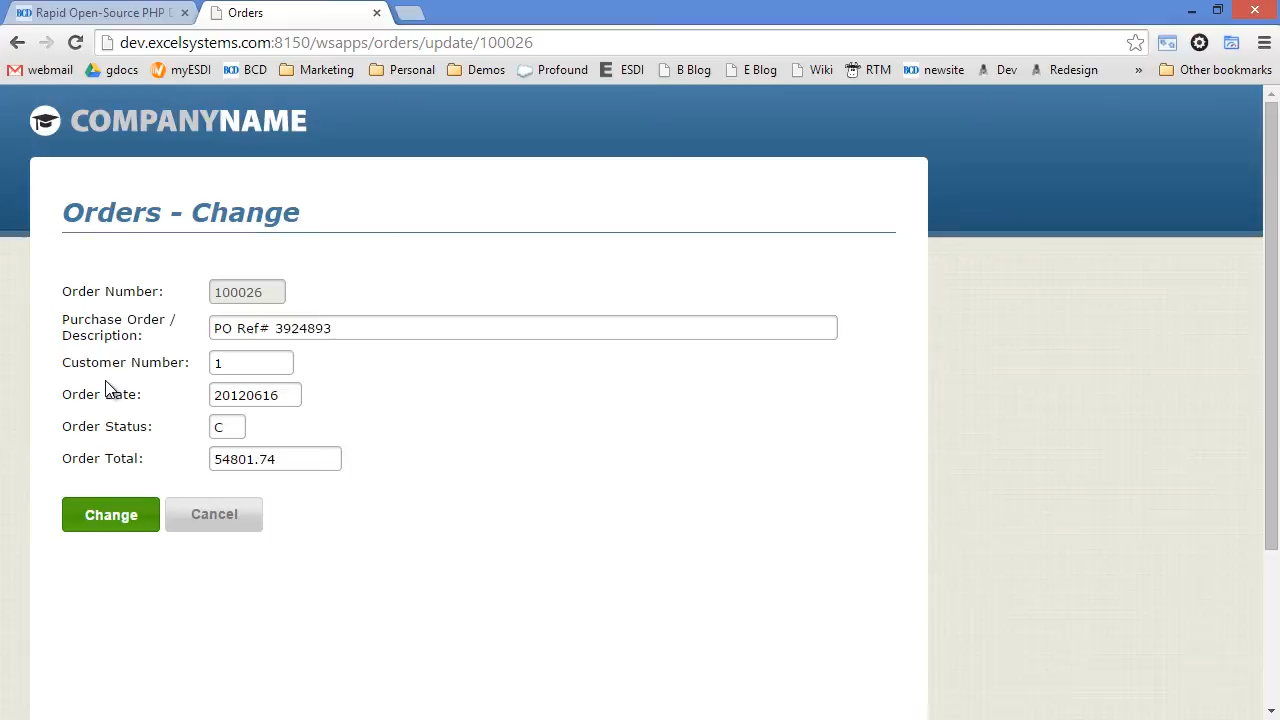 BCD Rapid Open-Source PHP D
Orders
dev.excelsystems.com:8150/wsapps/orders/update/100026
webmail gdocs myESDI BCD BCD Marketing Personal Demos Profound E ESDI B Blog E Blog Wiki RTM BCD newsite Dev Redesign » Other bookmarks
COMPANYNAME
Orders - Change
Order Number: 100026
Purchase Order /
Description: PO Ref# 3924893
Customer Number: 1
Order Date: 20120616
Order Status: C
Order Total: 54801.74
Change Cancel